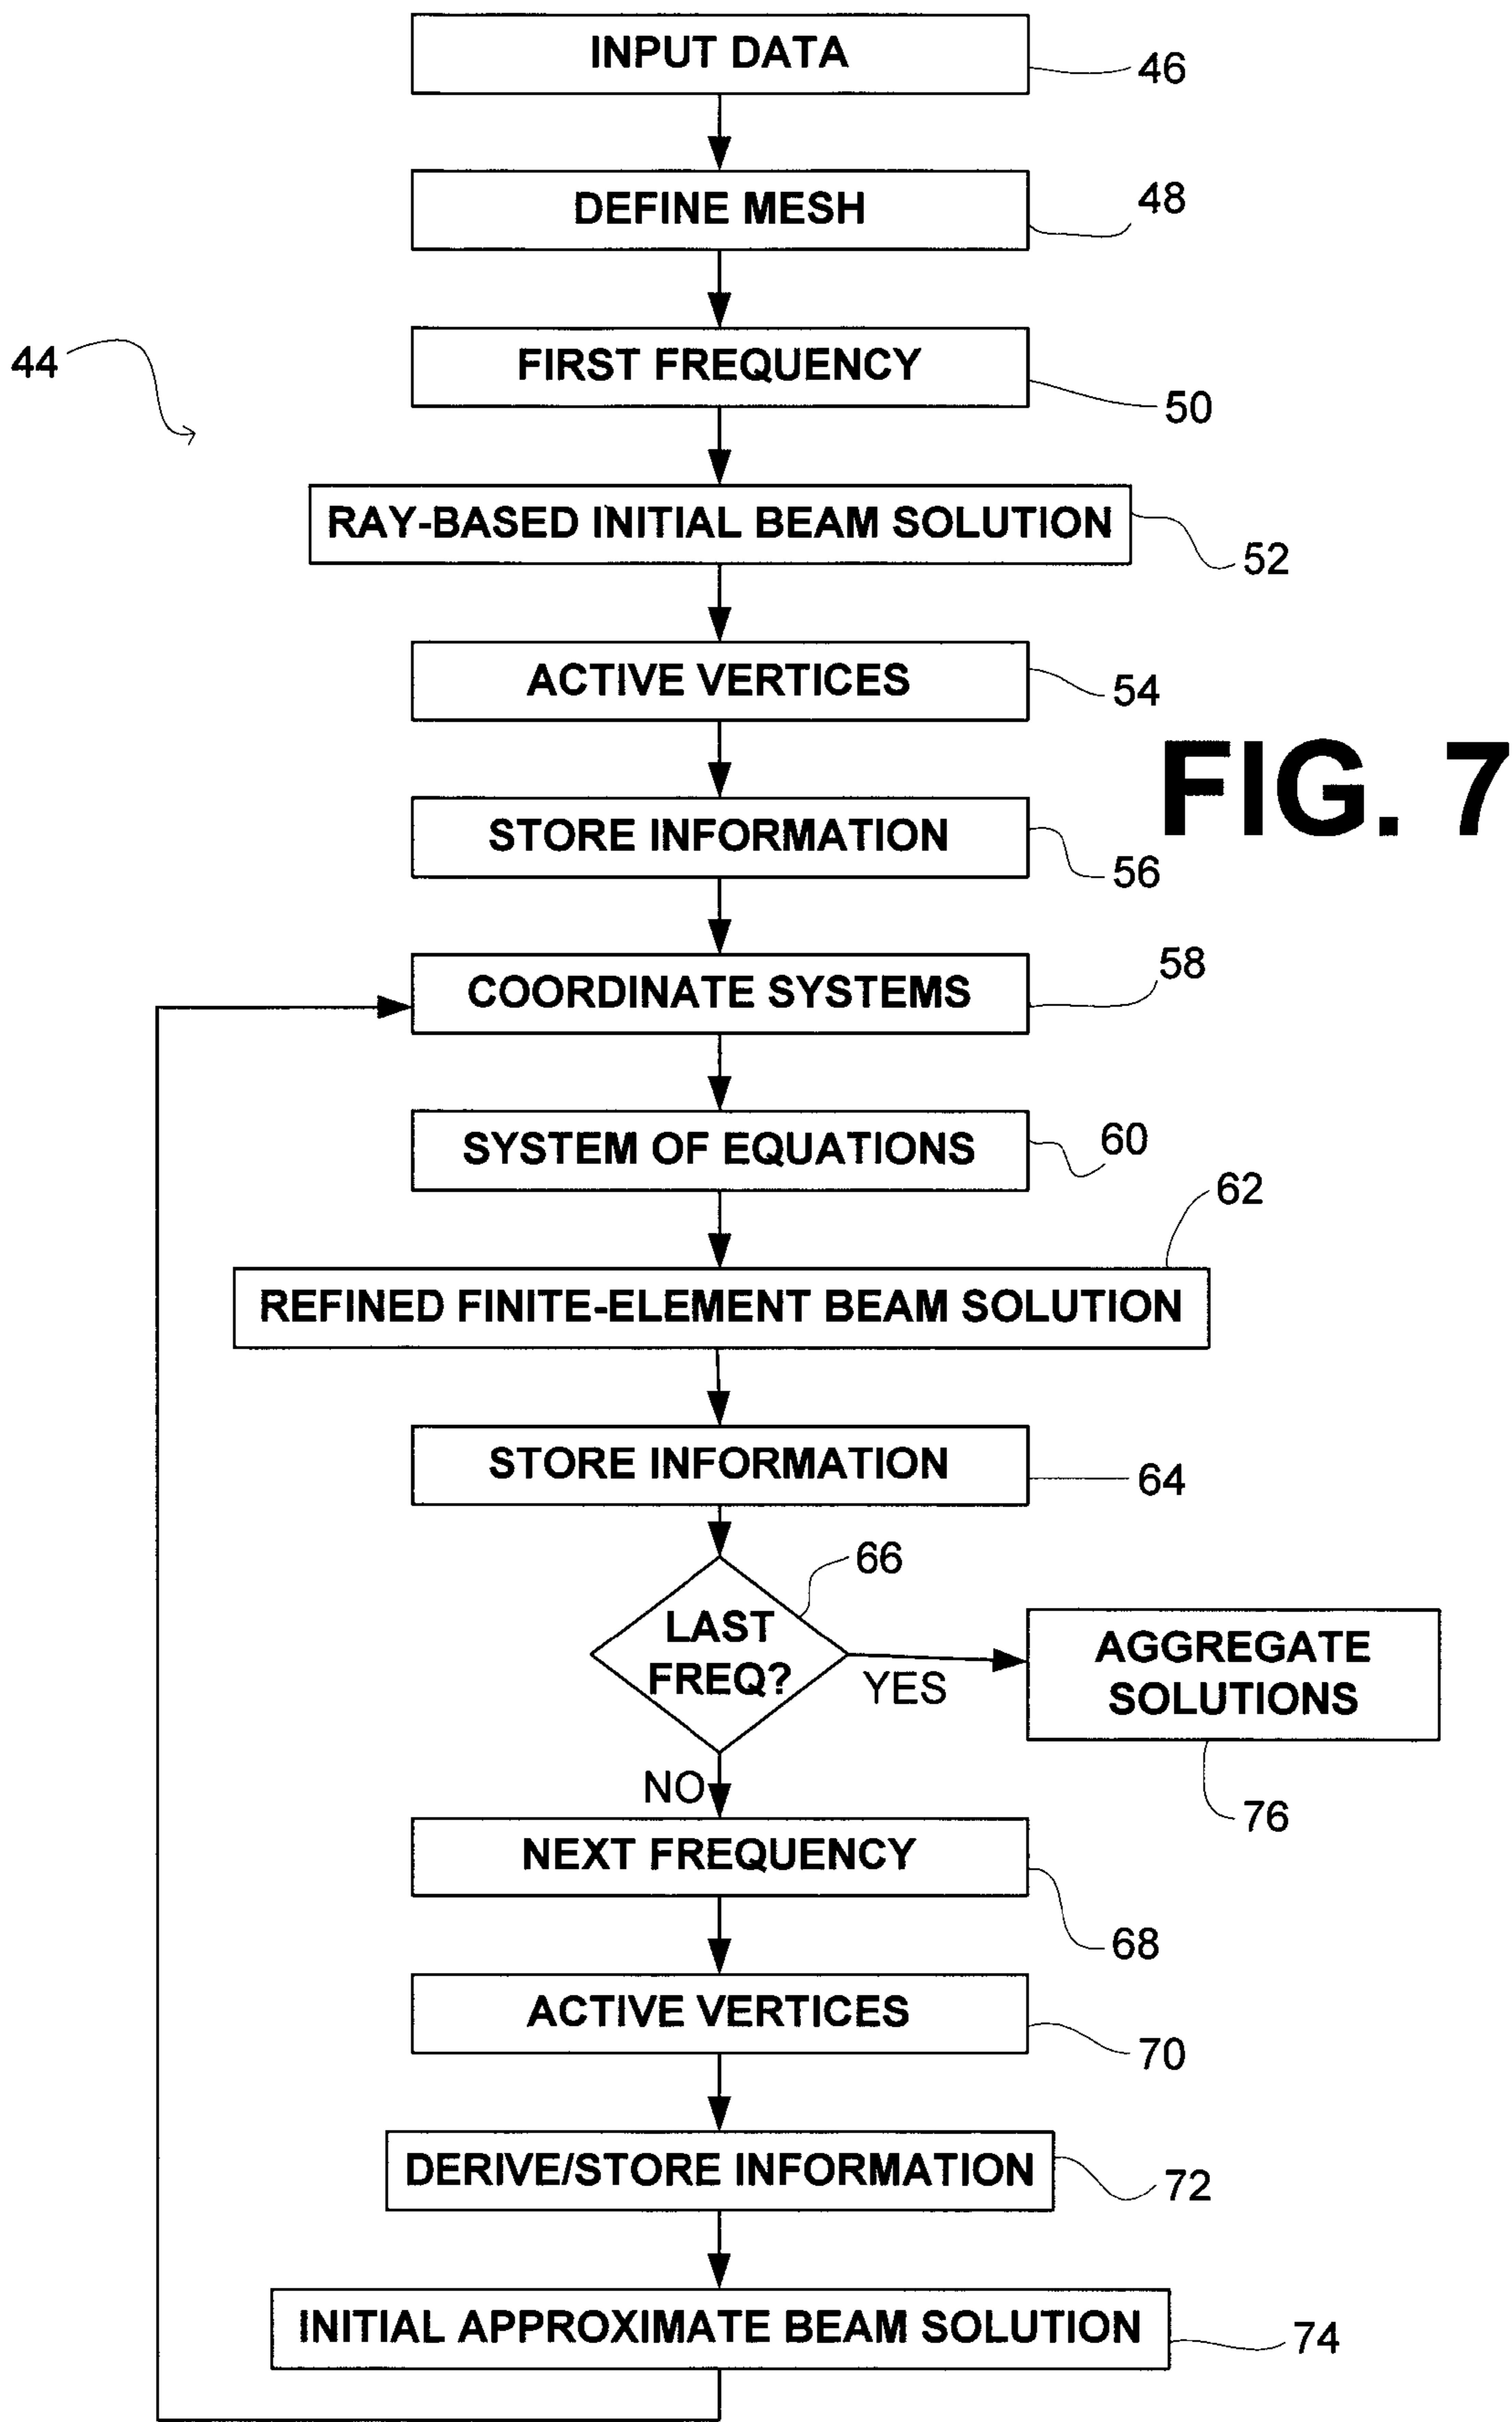 INPUT DATA
46
DEFINE MESH
48
FIRST FREQUENCY
50
44
RAY-BASED INITIAL BEAM SOLUTION
52
ACTIVE VERTICES
54
FIG. 7
STORE INFORMATION
56
COORDINATE SYSTEMS
58
SYSTEM OF EQUATIONS
60
62
REFINED FINITE-ELEMENT BEAM SOLUTION
STORE INFORMATION
64
66
LAST
FREQ?
YES
AGGREGATE
SOLUTIONS
76
NO
NEXT FREQUENCY
68
ACTIVE VERTICES
70
DERIVE/STORE INFORMATION
72
INITIAL APPROXIMATE BEAM SOLUTION
74